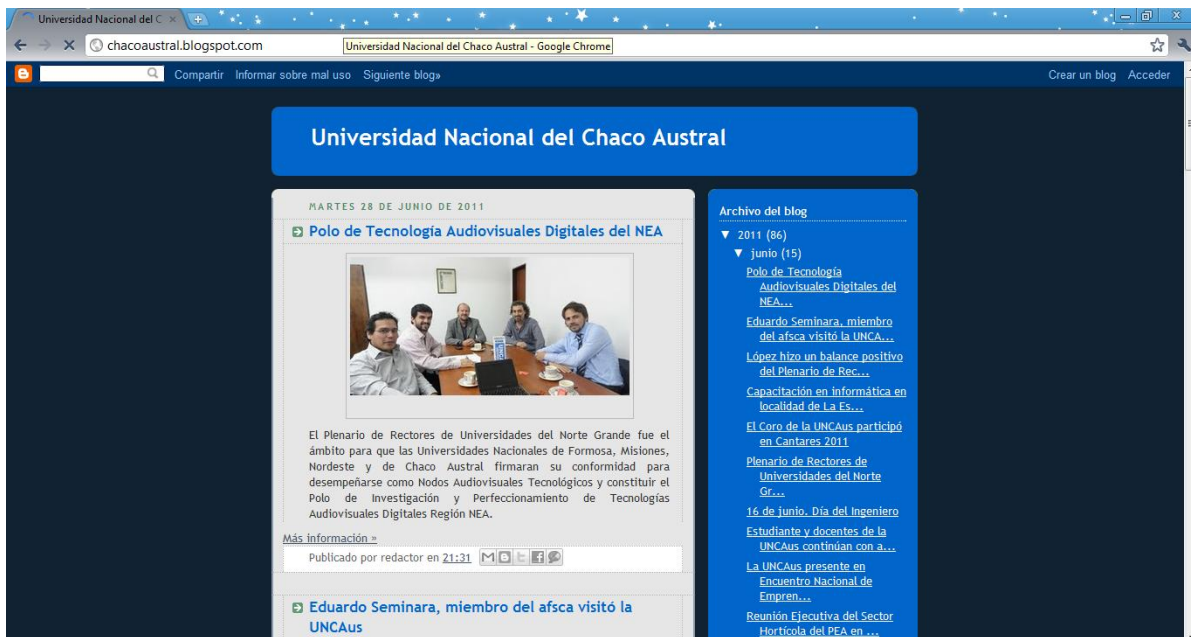 Universidad Nacional del C
chacoaustral.blogspot.com
Universidad Nacional del Chaco Austral - Google Chrome
Compartir Informar sobre mal uso Siguiente blog»
Crear un blog Acceder
Universidad Nacional del Chaco Austral
MARTES 28 DE JUNIO DE 2011
Polo de Tecnología Audiovisuales Digitales del NEA
El Plenario de Rectores de Universidades del Norte Grande fue el
ámbito para que las Universidades Nacionales de Formosa, Misiones,
Nordeste y de Chaco Austral firmaran su conformidad para
desempeñarse como Nodos Audiovisuales Tecnológicos y constituir el
Polo de Investigación y Perfeccionamiento de Tecnologías
Audiovisuales Digitales Región NEA.
Más información »
Publicado por redactor en 21:31
Eduardo Seminara, miembro del afsca visitó la
UNCAus
Archivo del blog
▼ 2011 (86)
▼ junio (15)
Polo de Tecnología
Audiovisuales Digitales del
NEA...
Eduardo Seminara, miembro
del afsca visitó la UNCA...
López hizo un balance positivo
del Plenario de Rec...
Capacitación en informática en
localidad de La Es...
El Coro de la UNCAus participó
en Cantares 2011
Plenario de Rectores de
Universidades del Norte
Gr...
16 de junio. Día del Ingeniero
Estudiante y docentes de la
UNCAus continúan con a...
La UNCAus presente en
Encuentro Nacional de
Empren...
Reunión Ejecutiva del Sector
Hortícola del PEA en ...